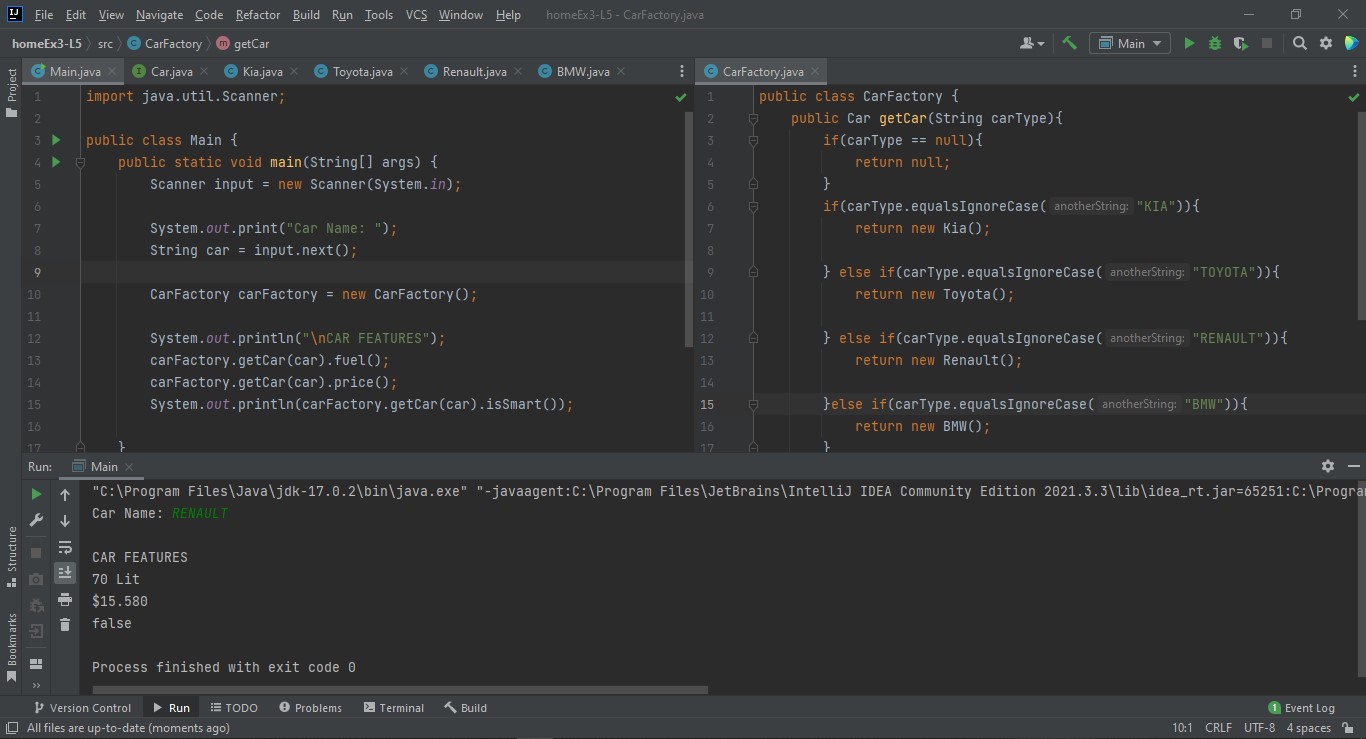 IJ File Edit View Navigate Code Refactor Build Run Tools VCS Window Help homeEx3-L5 - CarFactory.java
homeEx3-L5 src C CarFactory m getCar Main
Project
C Main.java I Car.java C Kia.java C Toyota.java C Renault.java C BMW.java
1 import java.util.Scanner;
2
3 public class Main {
4 public static void main(String[] args) {
5 Scanner input = new Scanner(System.in);
6
7 System.out.print("Car Name: ");
8 String car = input.next();
9
10 CarFactory carFactory = new CarFactory();
11
12 System.out.println("\nCAR FEATURES");
13 carFactory.getCar(car).fuel();
14 carFactory.getCar(car).price();
15 System.out.println(carFactory.getCar(car).isSmart());
16
17 }
C CarFactory.java
1 public class CarFactory {
2 public Car getCar(String carType){
3 if(carType == null){
4 return null;
5 }
6 if(carType.equalsIgnoreCase( anotherString: "KIA")){
7 return new Kia();
8
9 } else if(carType.equalsIgnoreCase( anotherString: "TOYOTA")){
10 return new Toyota();
11
12 } else if(carType.equalsIgnoreCase( anotherString: "RENAULT")){
13 return new Renault();
14
15 }else if(carType.equalsIgnoreCase( anotherString: "BMW")){
16 return new BMW();
17 }
Run: Main
"C:\Program Files\Java\jdk-17.0.2\bin\java.exe" "-javaagent:C:\Program Files\JetBrains\IntelliJ IDEA Community Edition 2021.3.3\lib\idea_rt.jar=65251:C:\Progra
Car Name: RENAULT
CAR FEATURES
70 Lit
$15.580
false
Process finished with exit code 0
Structure
Bookmarks
Version Control Run TODO Problems Terminal Build 1 Event Log
All files are up-to-date (moments ago) 10:1 CRLF UTF-8 4 spaces